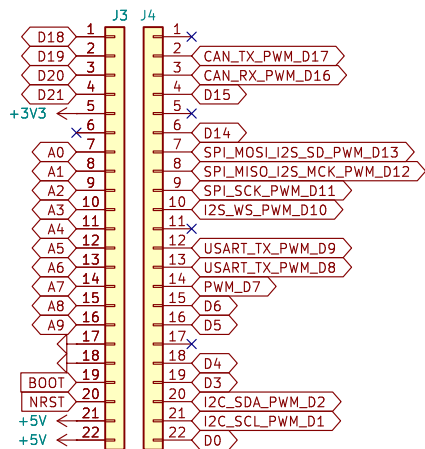 J3 J4
D18 1 1
D19 2 2 CAN_TX_PWM_D17
D20 3 3 CAN_RX_PWM_D16
D21 4 4 D15
+3V3 5 5
6 6 D14
A0 7 7 SPI_MOSI_I2S_SD_PWM_D13
A1 8 8 SPI_MISO_I2S_MCK_PWM_D12
A2 9 9 SPI_SCK_PWM_D11
A3 10 10 I2S_WS_PWM_D10
A4 11 11
A5 12 12 USART_TX_PWM_D9
A6 13 13 USART_TX_PWM_D8
A7 14 14 PWM_D7
A8 15 15 D6
A9 16 16 D5
17 17
18 18 D4
BOOT 19 19 D3
NRST 20 20 I2C_SDA_PWM_D2
+5V 21 21 I2C_SCL_PWM_D1
+5V 22 22 D0